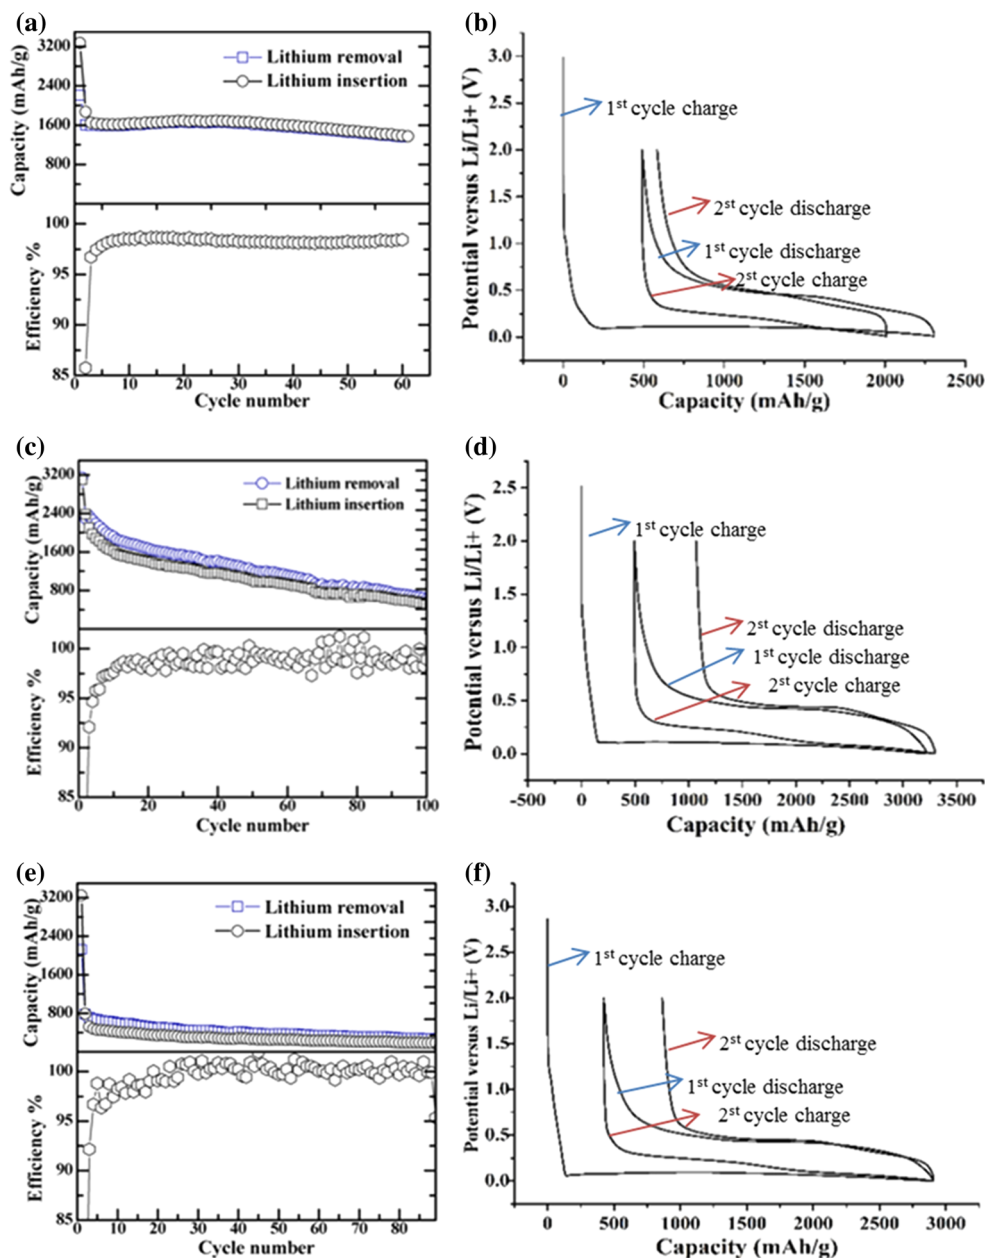 (a)
3200
2400
1600
800
Capacity (mAh/g)
Lithium removal
Lithium insertion
100
95
90
85
Efficiency %
0 10 20 30 40 50 60
Cycle number
(b)
3.0
2.5
2.0
1.5
1.0
0.5
0.0
Potential versus Li/Li+ (V)
1st cycle charge
2st cycle discharge
1st cycle discharge
2st cycle charge
0 500 1000 1500 2000 2500
Capacity (mAh/g)
(c)
3200
2400
1600
800
Capacity (mAh/g)
Lithium removal
Lithium insertion
100
95
90
85
Efficiency %
0 20 40 60 80 100
Cycle number
(d)
2.5
2.0
1.5
1.0
0.5
0.0
Potential versus Li/Li+ (V)
1st cycle charge
2st cycle discharge
1st cycle discharge
2st cycle charge
-500 0 500 1000 1500 2000 2500 3000 3500
Capacity (mAh/g)
(e)
3200
2400
1600
800
Capacity (mAh/g)
Lithium removal
Lithium insertion
100
95
90
85
Efficiency %
0 10 20 30 40 50 60 70 80
Cycle number
(f)
3.0
2.5
2.0
1.5
1.0
0.5
0.0
Potential versus Li/Li+ (V)
1st cycle charge
2st cycle discharge
1st cycle discharge
2st cycle charge
0 500 1000 1500 2000 2500 3000
Capacity (mAh/g)